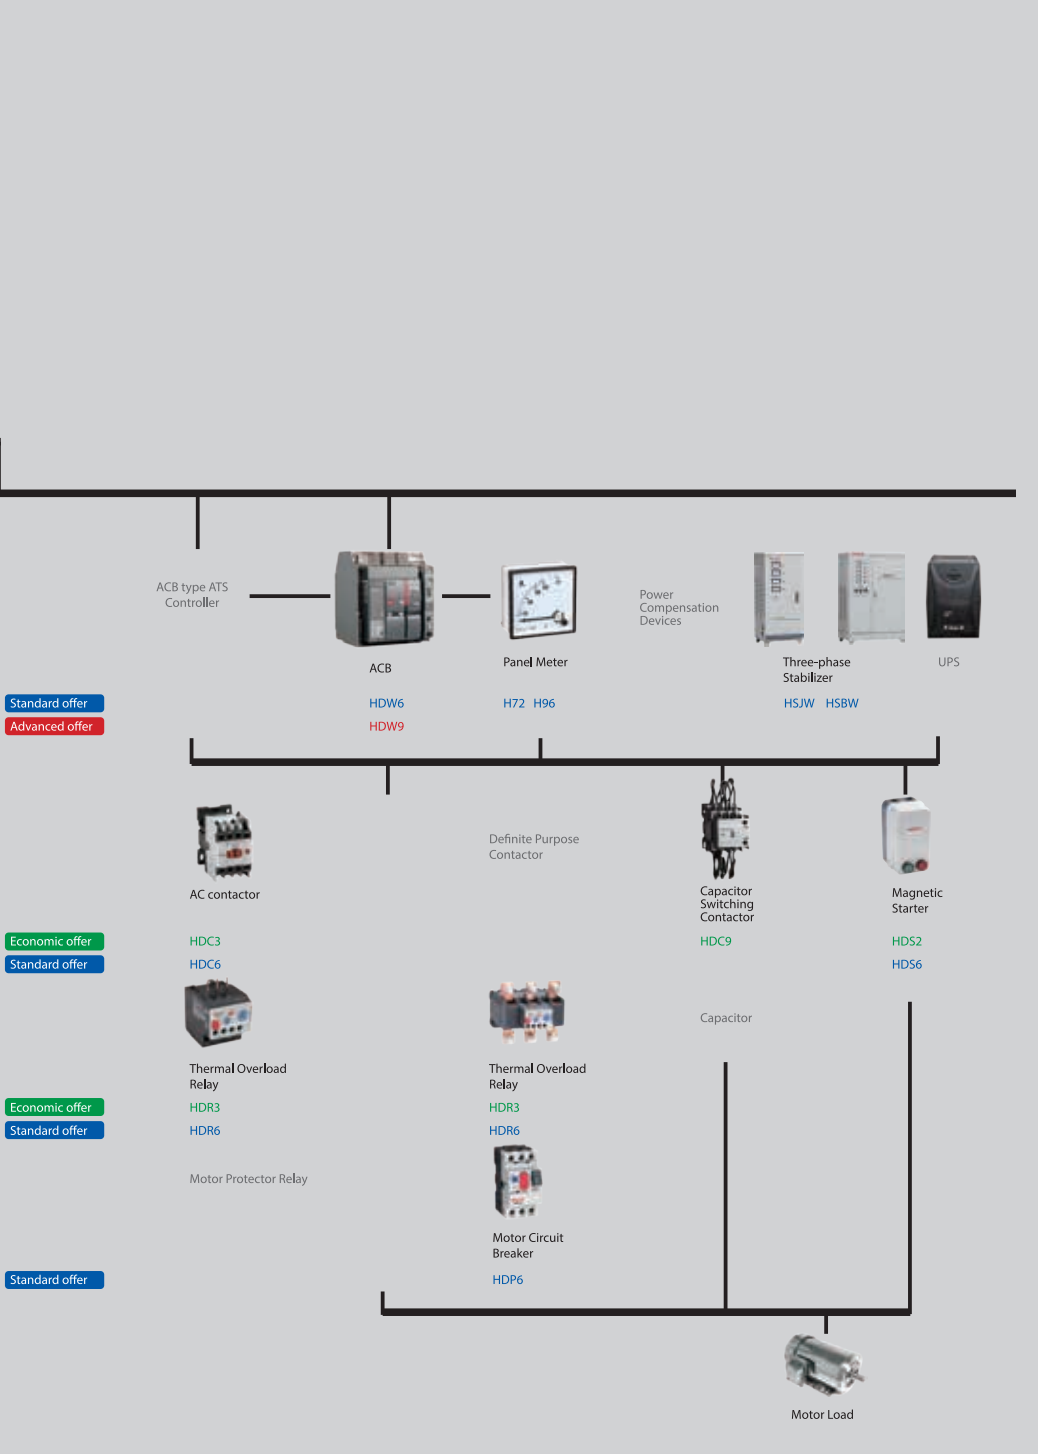 ACB type ATS
Controller
Power
Compensation
Devices
ACB
Panel Meter
Three-phase
Stabilizer
UPS
Standard offer
HDW6
H72 H96
HSJW HSBW
Advanced offer
HDW9
Definite Purpose
Contactor
AC contactor
Capacitor
Switching
Contactor
Magnetic
Starter
Economic offer
HDC3
HDC9
HDS2
Standard offer
HDC6
HDS6
Capacitor
Thermal Overload
Relay
Thermal Overload
Relay
Economic offer
HDR3
HDR3
Standard offer
HDR6
HDR6
Motor Protector Relay
Motor Circuit
Breaker
Standard offer
HDP6
Motor Load